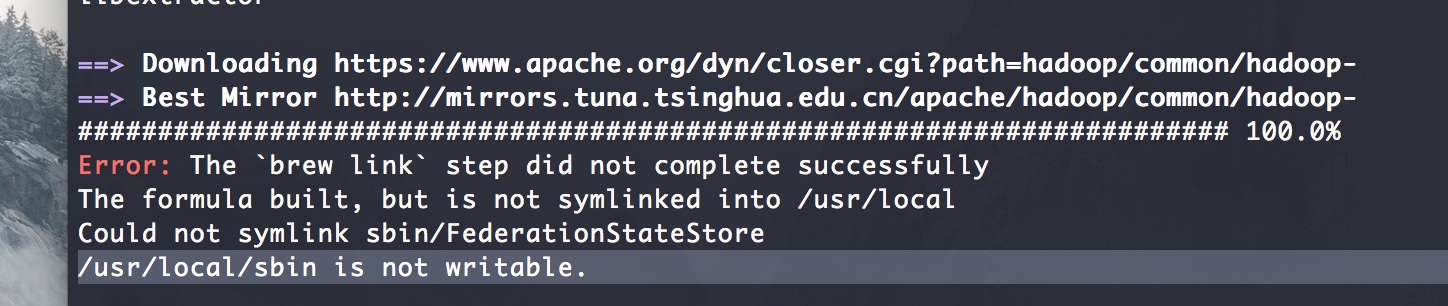 libextractor
==> Downloading https://www.apache.org/dyn/closer.cgi?path=hadoop/common/hadoop-
==> Best Mirror http://mirrors.tuna.tsinghua.edu.cn/apache/hadoop/common/hadoop-
######################################################################## 100.0%
Error: The `brew link` step did not complete successfully
The formula built, but is not symlinked into /usr/local
Could not symlink sbin/FederationStateStore
/usr/local/sbin is not writable.